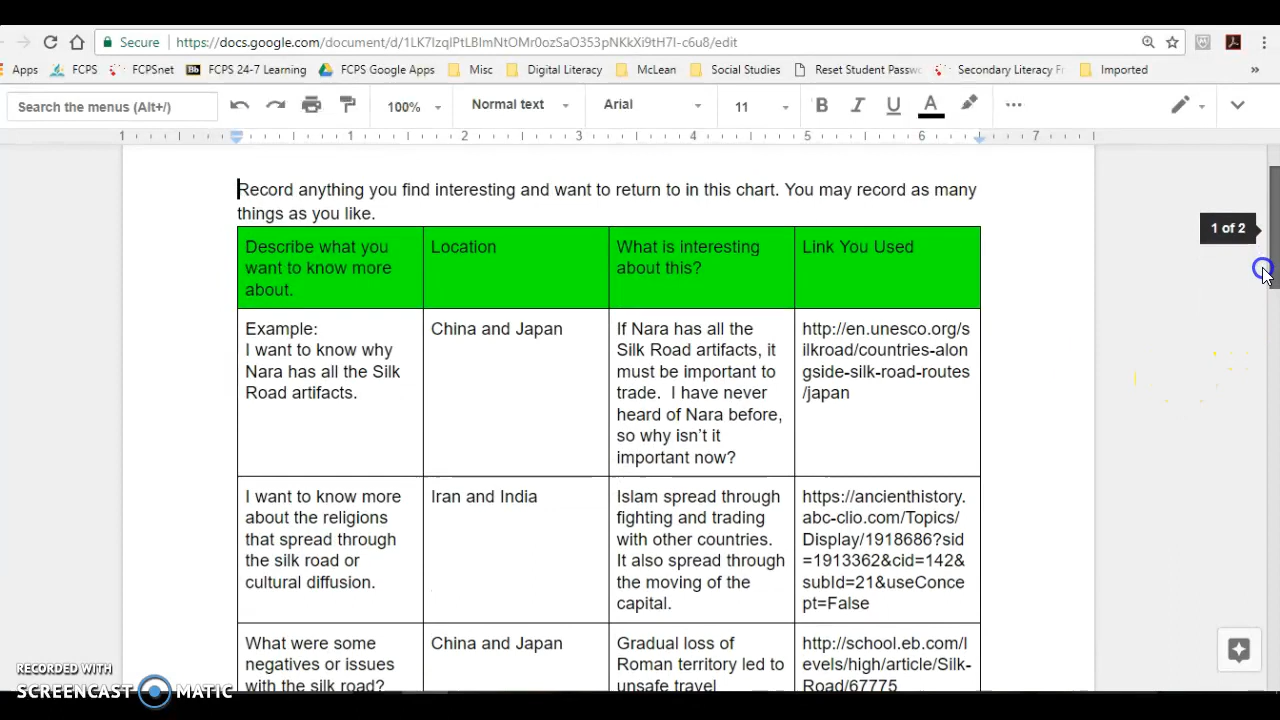 Secure
https://docs.google.com/document/d/1LK7IzqIPtLBImNtOMr0ozSaO353pNKkXi9tH7I-c6u8/edit
Apps FCPS FCPSnet Bb FCPS 24-7 Learning FCPS Google Apps Misc Digital Literacy McLean Social Studies Reset Student Passwc Secondary Literacy Fr Imported »
Search the menus (Alt+/) 100% Normal text Arial 11 B I U A
1 1 2 3 4 5 6 7
Record anything you find interesting and want to return to in this chart. You may record as many
things as you like.
1 of 2
Describe what you
want to know more
about.
Location
What is interesting
about this?
Link You Used
Example:
I want to know why
Nara has all the Silk
Road artifacts.
China and Japan
If Nara has all the
Silk Road artifacts, it
must be important to
trade. I have never
heard of Nara before,
so why isn't it
important now?
http://en.unesco.org/s
ilkroad/countries-alon
gside-silk-road-routes
/japan
I want to know more
about the religions
that spread through
the silk road or
cultural diffusion.
Iran and India
Islam spread through
fighting and trading
with other countries.
It also spread through
the moving of the
capital.
https://ancienthistory.
abc-clio.com/Topics/
Display/1918686?sid
=1913362&cid=142&
subId=21&useConce
pt=False
What were some
negatives or issues
with the silk road?
China and Japan
Gradual loss of
Roman territory led to
unsafe travel
http://school.eb.com/l
evels/high/article/Silk-
Road/67775
RECORDED WITH
SCREENCAST MATIC